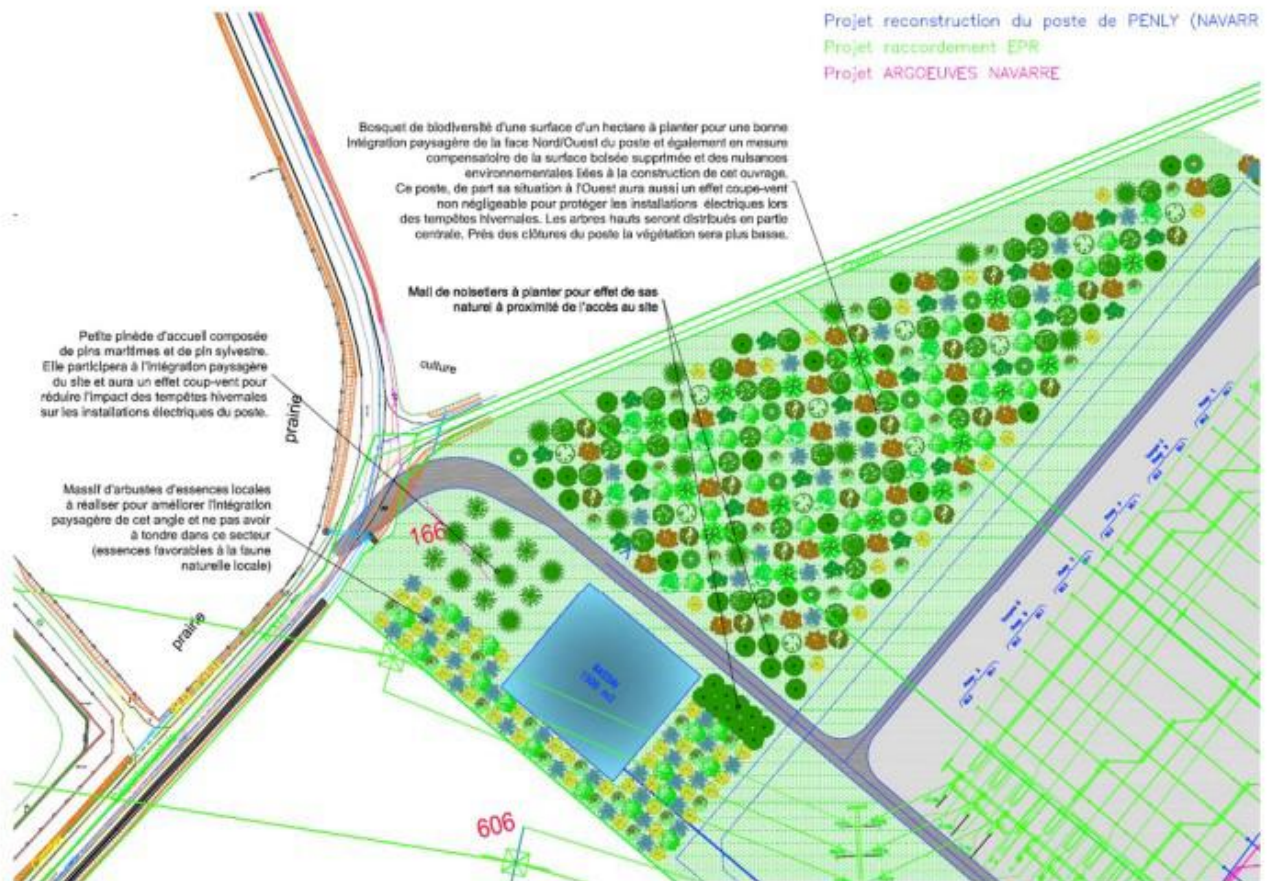 Projet reconstruction du poste de PENLY (NAVARR
Projet raccordement EPR
Projet ARGOEUVES NAVARRE
Bosquet de biodiversité d'une surface d'un hectare à planter pour une bonne
Intégration paysagère de la face Nord/Ouest du poste et également en mesure
compensatoire de la surface boisée supprimée et des nuisances
environnementales liées à la construction de cet ouvrage.
Ce poste, de part sa situation à l'Ouest aura aussi un effet coupe-vent
non négligeable pour protéger les installations électriques lors
des tempêtes hivernales. Les arbres hauts seront distribués en partie
centrale. Près des clôtures du poste la végétation sera plus basse.
Mail de noisetiers à planter pour effet de sas
naturel à proximité de l'accès au site
Petite pinède d'accueil composée
de pins maritimes et de pin sylvestre.
Elle participera à l'intégration paysagère
du site et aura un effet coup-vent pour
réduire l'impact des tempêtes hivernales
sur les installations électriques du poste.
culture
prairie
Massif d'arbustes d'essences locales
à réaliser pour améliorer l'intégration
paysagère de cet angle et ne pas avoir
à tondre dans ce secteur
(essences favorables à la faune
naturelle locale)
166
prairie
BASSIN
606